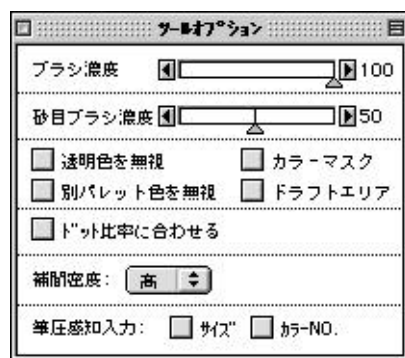 ツールオプション
ブラシ濃度 100
砂目ブラシ濃度 50
透明色を無視 カラーマスク
別パレット色を無視 ドラフトエリア
ドット比率に合わせる
補間密度: 高
筆圧感知入力: サイズ カラーNO.